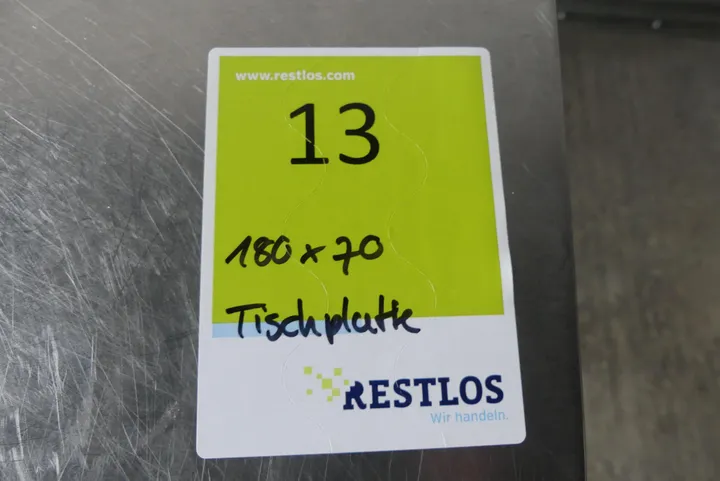 www.restlos.com
13
180 x 70
Tischplatte
RESTLOS
Wir handeln.